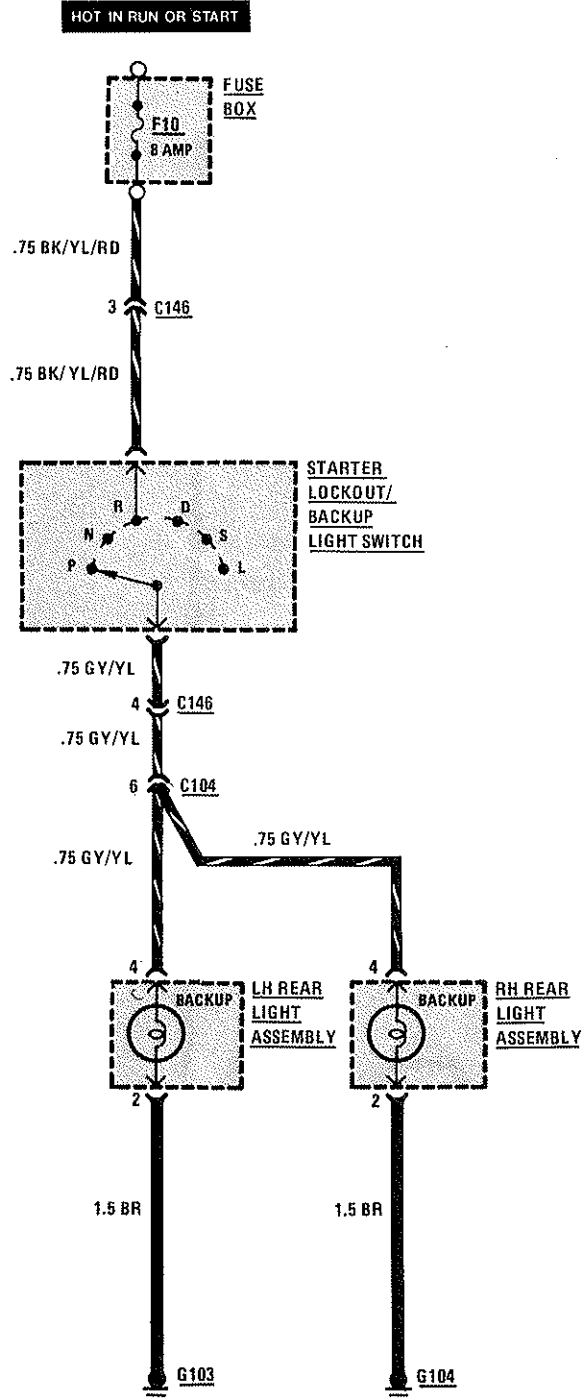 HOT IN RUN OR START
FUSE
BOX
F10
8 AMP
.75 BK/YL/RD
3 C146
.75 BK/YL/RD
STARTER
LOCKOUT/
BACKUP
LIGHT SWITCH
R D
N S
P L
.75 GY/YL
4 C146
.75 GY/YL
6 C104
.75 GY/YL
.75 GY/YL
4
4
BACKUP
LH REAR
LIGHT
ASSEMBLY
BACKUP
RH REAR
LIGHT
ASSEMBLY
2
2
1.5 BR
1.5 BR
G103
G104